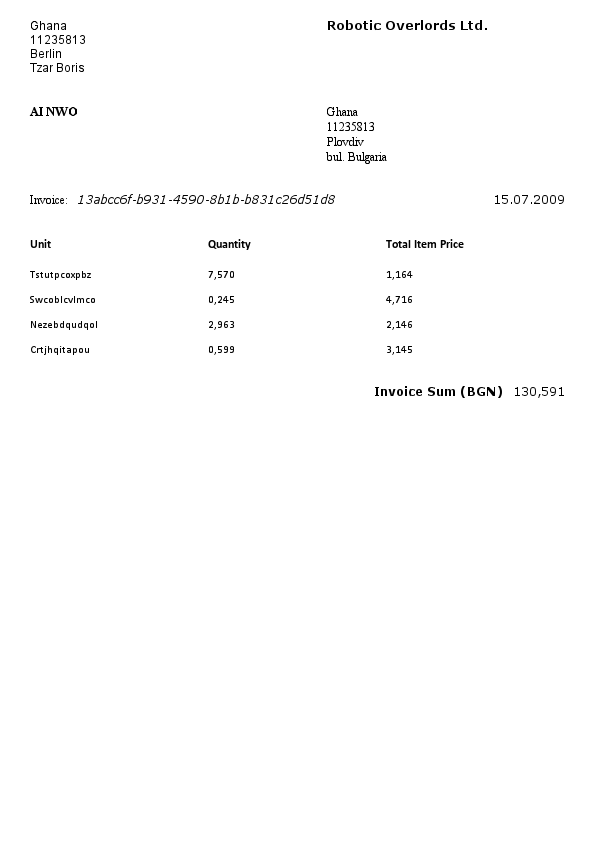 Ghana
11235813
Berlin
Tzar Boris
Robotic Overlords Ltd.
AI NWO
Ghana
11235813
Plovdiv
bul. Bulgaria
Invoice: 13abcc6f-b931-4590-8b1b-b831c26d51d8 15.07.2009
Unit Quantity Total Item Price
Tstutpcoxpbz 7,570 1,164
Swcoblcvlmco 0,245 4,716
Nezebdqudqol 2,963 2,146
Crtjhqitapou 0,599 3,145
Invoice Sum (BGN) 130,591